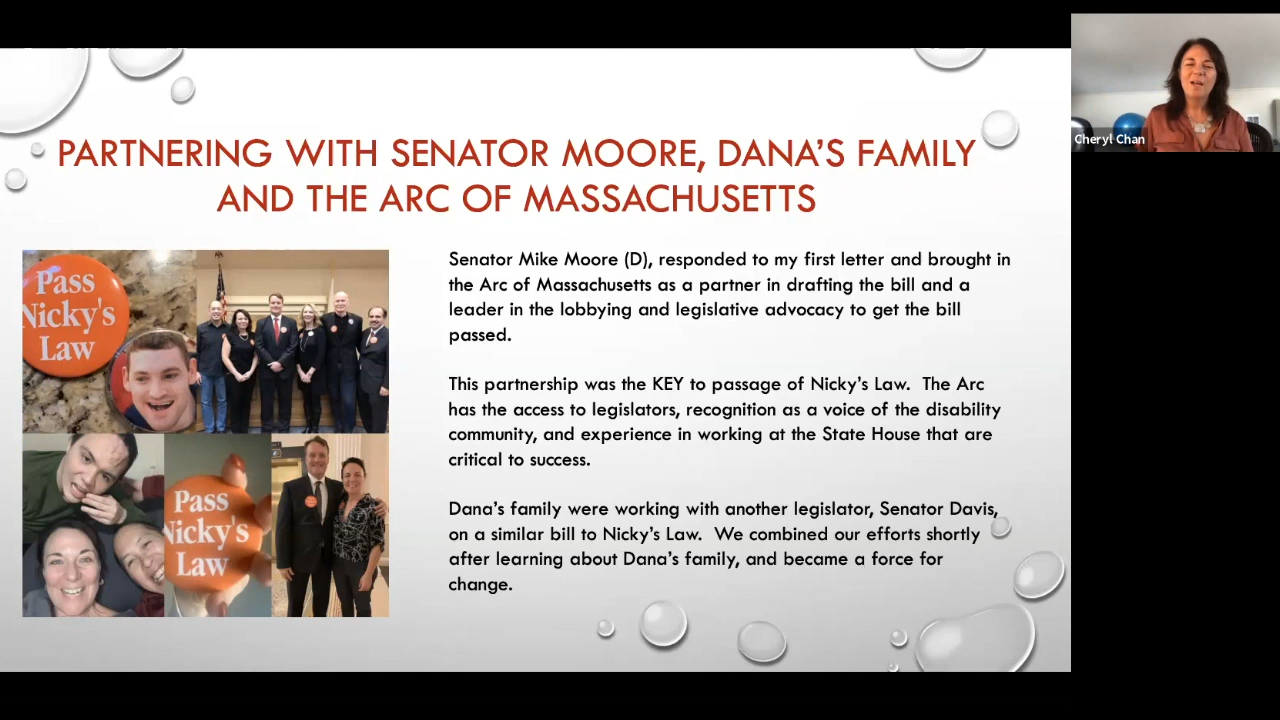 PARTNERING WITH SENATOR MOORE, DANA'S FAMILY
AND THE ARC OF MASSACHUSETTS
Cheryl Chan
Pass
Nicky's
Law
Senator Mike Moore (D), responded to my first letter and brought in
the Arc of Massachusetts as a partner in drafting the bill and a
leader in the lobbying and legislative advocacy to get the bill
passed.
This partnership was the KEY to passage of Nicky's Law. The Arc
has the access to legislators, recognition as a voice of the disability
community, and experience in working at the State House that are
critical to success.
Pass
Nicky's
Law
Dana's family were working with another legislator, Senator Davis,
on a similar bill to Nicky's Law. We combined our efforts shortly
after learning about Dana's family, and became a force for
change.